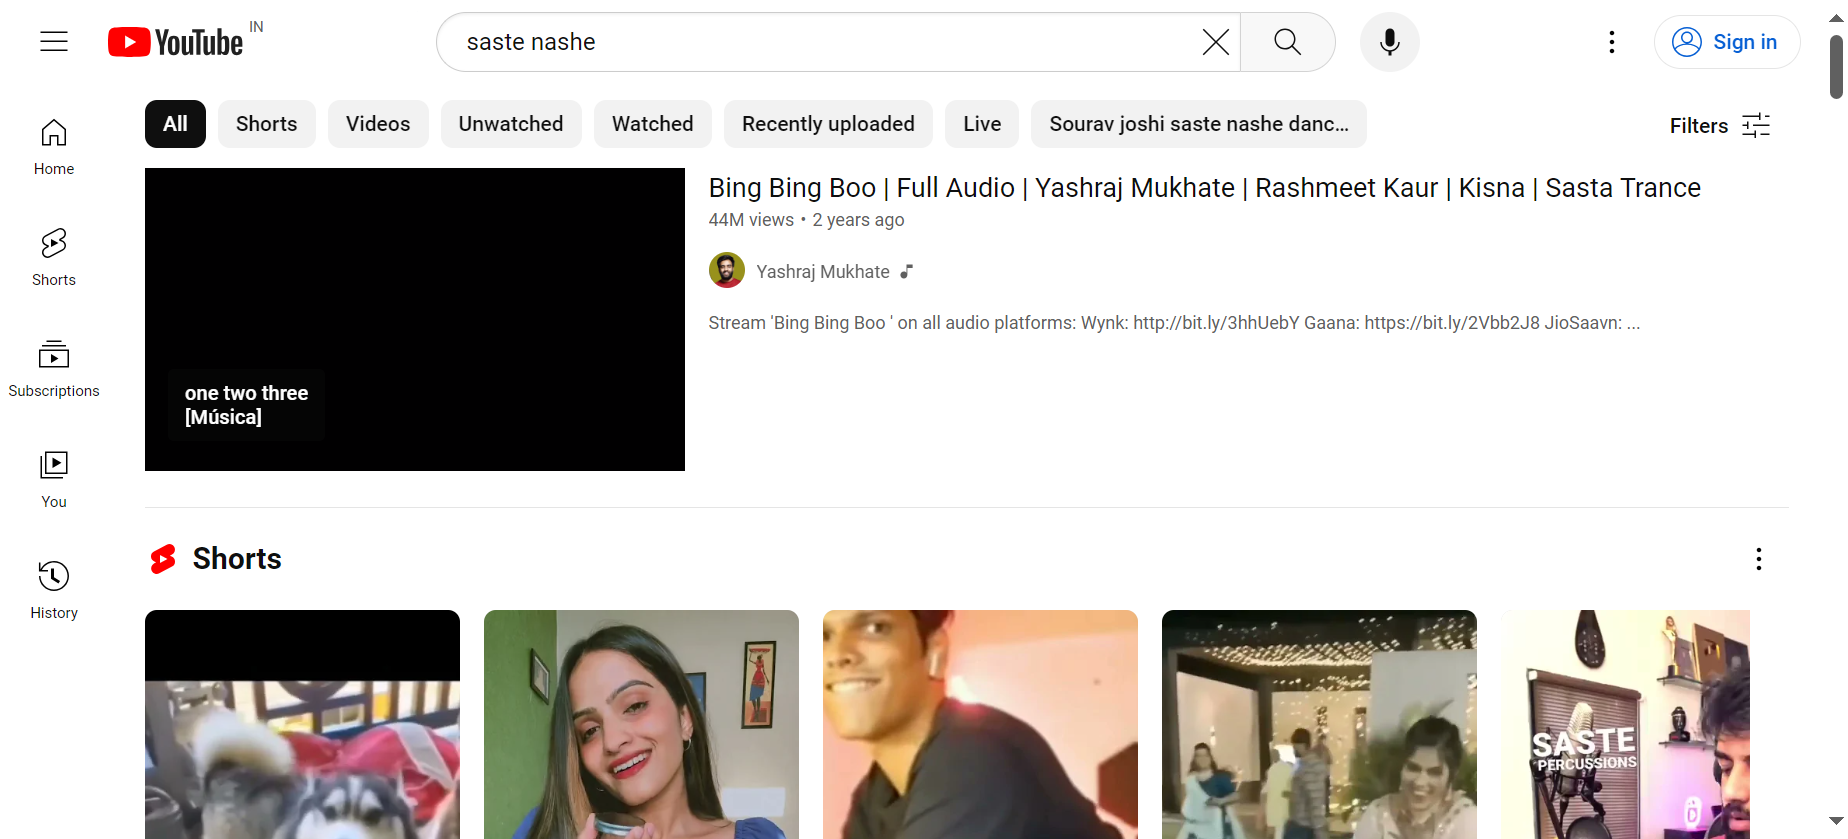 YouTube IN
saste nashe
Sign in
All
Shorts
Videos
Unwatched
Watched
Recently uploaded
Live
Sourav joshi saste nashe danc...
Filters
Home
Shorts
Subscriptions
You
History
one two three
[Música]
Bing Bing Boo | Full Audio | Yashraj Mukhate | Rashmeet Kaur | Kisna | Sasta Trance
44M views • 2 years ago
Yashraj Mukhate
Stream 'Bing Bing Boo ' on all audio platforms: Wynk: http://bit.ly/3hhUebY Gaana: https://bit.ly/2Vbb2J8 JioSaavn: ...
Shorts
SASTE
PERCUSSIONS